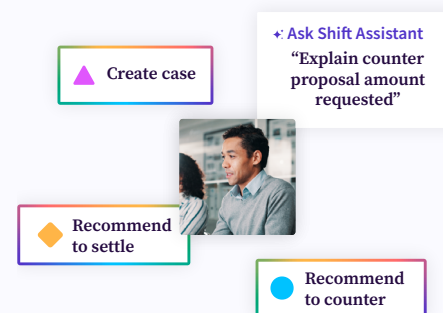 Ask Shift Assistant
“Explain counter
proposal amount
requested”
Create case
Recommend
to settle
Recommend
to counter